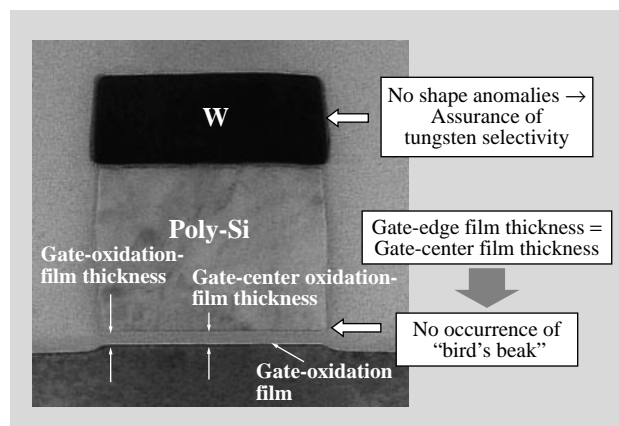 W
No shape anomalies →
Assurance of
tungsten selectivity
Poly-Si
Gate-edge film thickness =
Gate-center film thickness
Gate-oxidation-
film thickness
Gate-center oxidation-
film thickness
No occurrence of
“bird’s beak”
Gate-oxidation
film